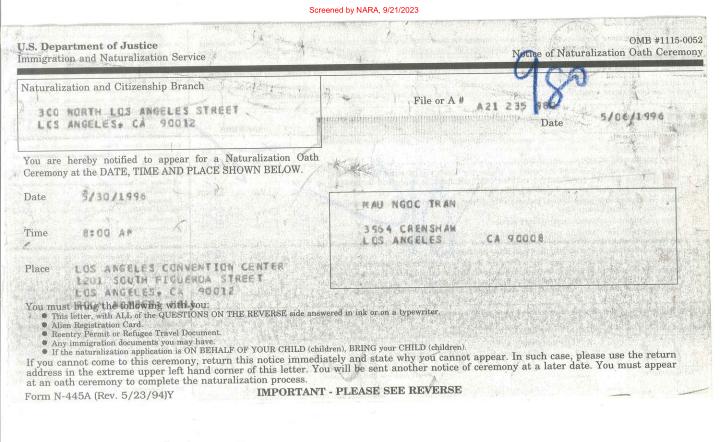 Screened by NARA, 9/21/2023
U.S. Department of Justice
Immigration and Naturalization Service
OMB #1115-0052
Notice of Naturalization Oath Ceremony
Naturalization and Citizenship Branch
300 NORTH LOS ANGELES STREET
LOS ANGELES, CA 90012
980
File or A # A21 235 980
Date 5/06/1996
You are hereby notified to appear for a Naturalization Oath
Ceremony at the DATE, TIME AND PLACE SHOWN BELOW.
Date 5/30/1996
Time 8:00 AM
MAU NGOC TRAN
3564 CRENSHAW
LOS ANGELES CA 90008
Place LOS ANGELES CONVENTION CENTER
1201 SOUTH FIGUEROA STREET
LOS ANGELES, CA 90012
You must bring the following with you:
● This letter, with ALL of the QUESTIONS ON THE REVERSE side answered in ink or on a typewriter.
● Alien Registration Card.
● Reentry Permit or Refugee Travel Document.
● Any immigration documents you may have.
● If the naturalization application is ON BEHALF OF YOUR CHILD (children), BRING your CHILD (children).
If you cannot come to this ceremony, return this notice immediately and state why you cannot appear. In such case, please use the return
address in the extreme upper left hand corner of this letter. You will be sent another notice of ceremony at a later date. You must appear
at an oath ceremony to complete the naturalization process.
Form N-445A (Rev. 5/23/94)Y
IMPORTANT - PLEASE SEE REVERSE